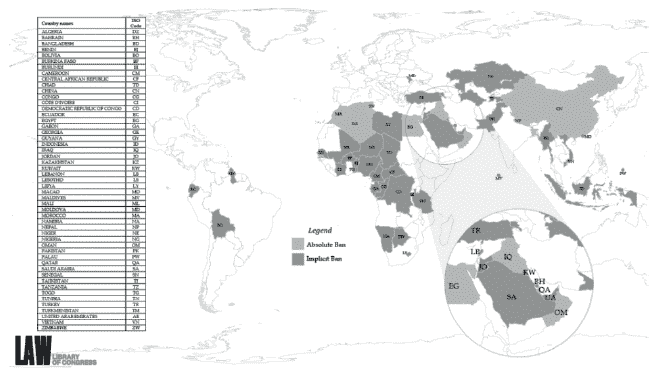 Country names ISO Code
ALGERIA DZ
BAHRAIN BH
BANGLADESH BD
BENIN BJ
BOLIVIA BO
BURKINA FASO BF
BURUNDI BI
CAMEROON CM
CENTRAL AFRICAN REPUBLIC CF
CHAD TD
CHINA CN
CONGO CG
COTE D'IVOIRE CI
DEMOCRATIC REPUBLIC OF CONGO CD
ECUADOR EC
EGYPT EG
GABON GA
GEORGIA GE
GUYANA GY
INDONESIA ID
IRAQ IQ
JORDAN JO
KAZAKHSTAN KZ
KUWAIT KW
LEBANON LB
LESOTHO LS
LIBYA LY
MACAO MO
MALDIVES MV
MALI ML
MOLDOVA MD
MOROCCO MA
NAMIBIA NA
NEPAL NP
NIGER NE
NIGERIA NG
OMAN OM
PAKISTAN PK
PALAU PW
QATAR QA
SAUDI ARABIA SA
SENEGAL SN
TAJIKISTAN TJ
TANZANIA TZ
TOGO TG
TUNISIA TN
TURKEY TR
TURKMENISTAN TM
UNITED ARAB EMIRATES AE
VIETNAM VN
ZIMBABWE ZW
Legend
Absolute Ban
Implicit Ban
TR
LB
IQ
JO
KW
BH
EG
QA
SA
UA
OM
LAW LIBRARY
OF CONGRESS